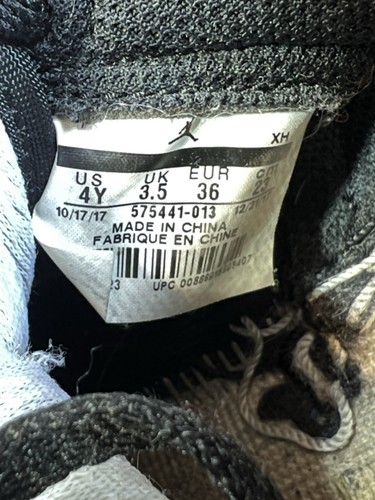 XH
US UK EUR
4Y 3.5 36
10/17/17 575441-013
MADE IN CHINA
FABRIQUE EN CHINE
UPC